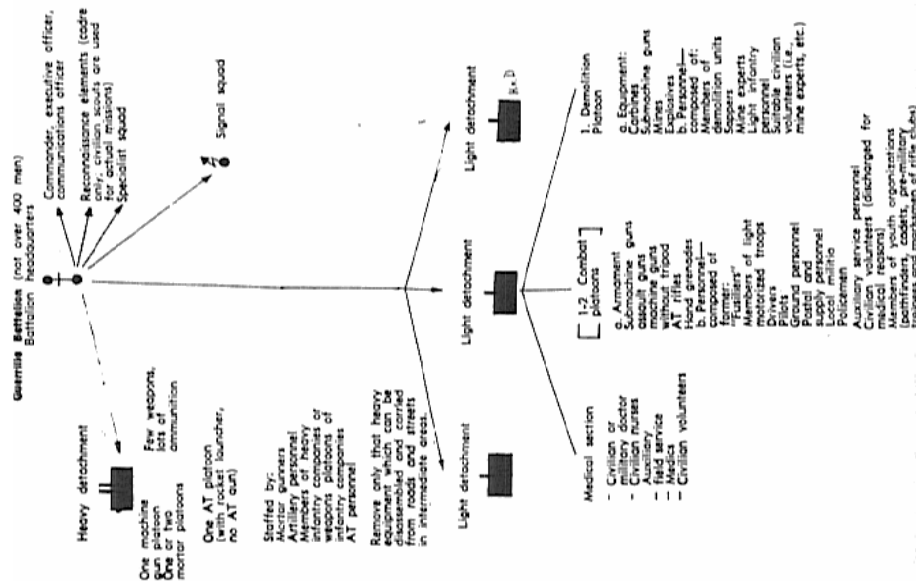 Guerrilla Battalion (not over 400 men)
Battalion headquarters
Commander, executive officer,
communications officer
Reconnaissance elements (cadre
only, civilian scouts are used
for actual missions)
Specialist squad
Signal squad
Heavy detachment
One machine
gun platoon
One or two
mortar platoons
Few weapons,
lots of
ammunition
One AT platoon
(with rocket launcher,
no AT gun)
Staffed by:
Mortar gunners
Artillery personnel
Members of heavy
infantry companies or
weapons platoons of
infantry companies
AT personnel
Remove only that heavy
equipment which can be
disassembled and carried
from roads and streets
in intermediate areas.
Light detachment
Light detachment
Light detachment
Medical section
- Civilian or
military doctor
- Civilian nurses
Auxiliary
- field service
- Medics
- Civilian volunteers
1-2 Combat
platoons
a. Armament
Submachine guns
assault guns
machine guns
without tripod
AT rifles
Hand grenades
b. Personnel—
composed of
former:
"Fusiliers"
Members of light
motorized troops
Drivers
Pilots
Ground personnel
Postal and
supply personnel
Local militia
Policemen
Auxiliary service personnel
Civilian volunteers (discharged for
medical reasons)
Members of youth organizations
(pathfinders, cadets, pre-military
trained and marksmen of rifle clubs)
1. Demolition
Platoon
a. Equipment:
Carbines
Submachine guns
Mines
Explosives
b. Personnel—
composed of:
Members of
demolition units
Sappers
Mine experts
Light infantry
personnel
Suitable civilian
volunteers (i.e.,
mine experts, etc.)